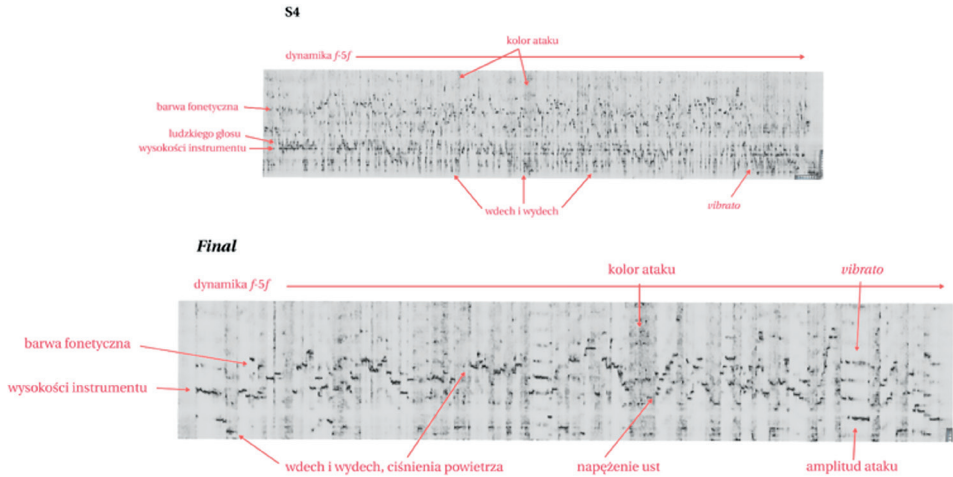 S4
kolor ataku
dynamika f-5f
barwa fonetyczna
ludzkiego głosu
wysokości instrumentu
wdech i wydech
vibrato
Final
kolor ataku
vibrato
dynamika f-5f
barwa fonetyczna
wysokości instrumentu
wdech i wydech, ciśnienia powietrza
napężenie ust
amplitud ataku